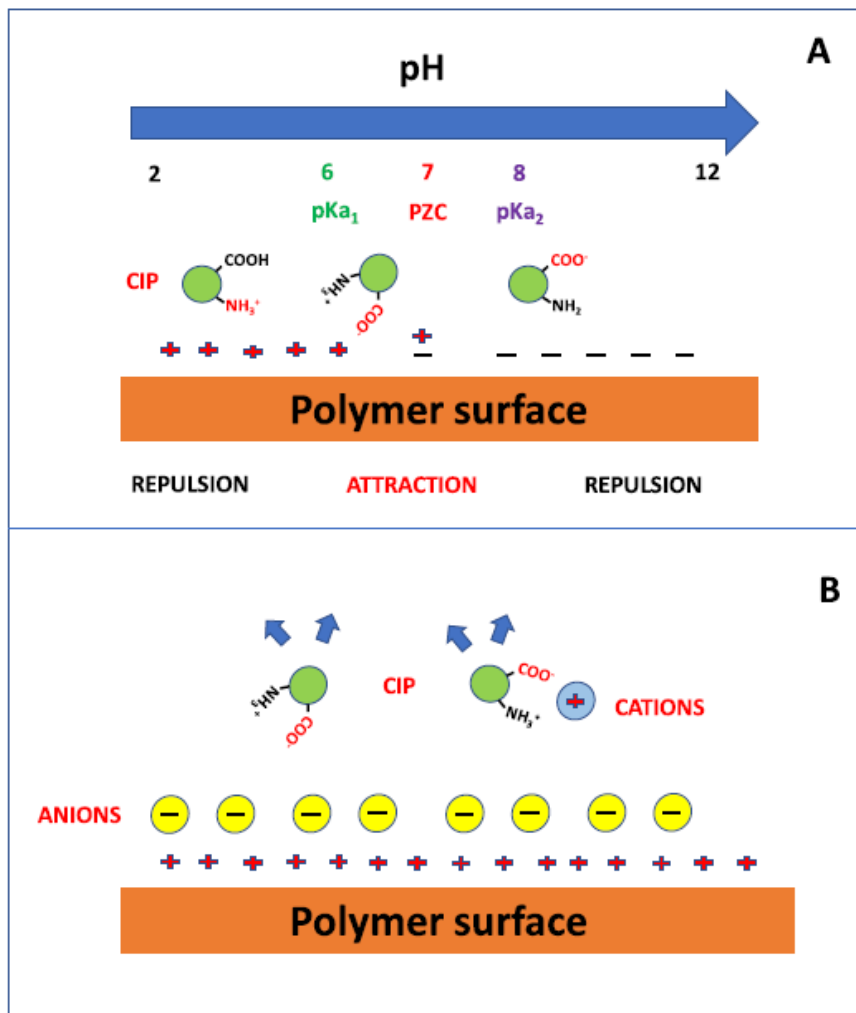 A
pH
2 6 7 8 12
pKa₁ PZC pKa₂
CIP
COOH
NH₃⁺
NH₃⁺
COO⁻
COO⁻
NH₂
+ + + + + +
− − − − − −
Polymer surface
REPULSION ATTRACTION REPULSION
B
NH₃⁺
COO⁻
CIP
COO⁻
NH₃⁺
+
CATIONS
ANIONS − − − − − − − −
+ + + + + + + + + + + + + + +
Polymer surface